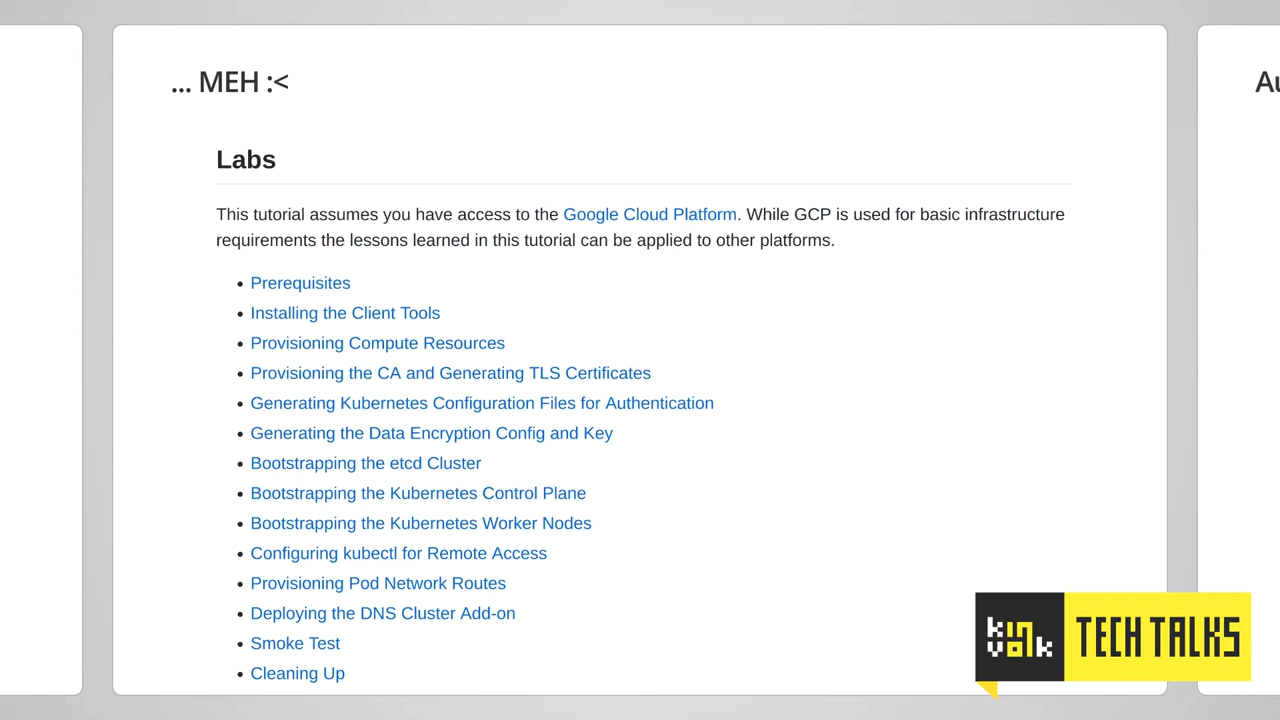 ... MEH :<
Au
Labs
This tutorial assumes you have access to the Google Cloud Platform. While GCP is used for basic infrastructure
requirements the lessons learned in this tutorial can be applied to other platforms.
Prerequisites
Installing the Client Tools
Provisioning Compute Resources
Provisioning the CA and Generating TLS Certificates
Generating Kubernetes Configuration Files for Authentication
Generating the Data Encryption Config and Key
Bootstrapping the etcd Cluster
Bootstrapping the Kubernetes Control Plane
Bootstrapping the Kubernetes Worker Nodes
Configuring kubectl for Remote Access
Provisioning Pod Network Routes
Deploying the DNS Cluster Add-on
Smoke Test
Cleaning Up
kinvolk TECH TALKS